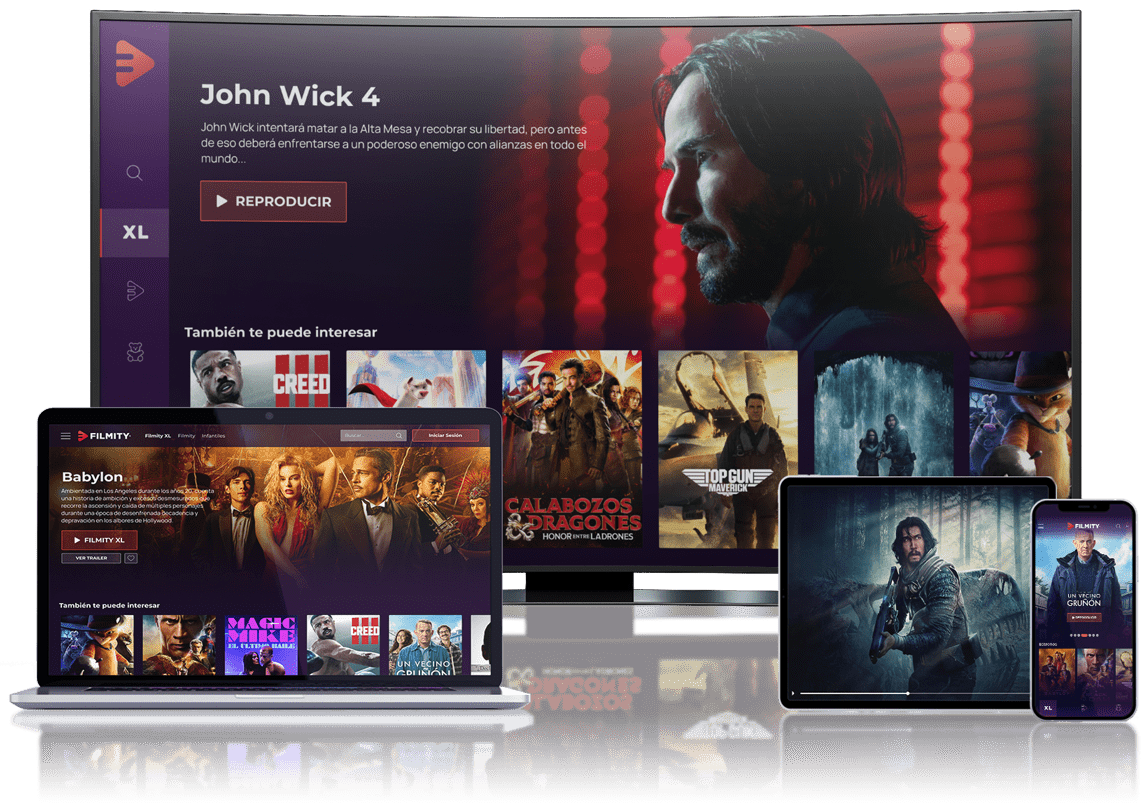 John Wick 4
John Wick intentará matar a la Alta Mesa y recobrar su libertad, pero antes
de eso deberá enfrentarse a un poderoso enemigo con alianzas en todo el
mundo...
REPRODUCIR
XL
También te puede interesar
CREED
III
CALABOZOS
& DRAGONES
HONOR ENTRE LADRONES
TOP GUN
MAVERICK
FILMITY
Filmity XL Filmity Infantiles
Buscar
Iniciar Sesión
Babylon
Ambientada en Los Angeles durante los años 20, cuenta
una historia de ambición y excesos desmesurados que
recorre la ascensión y caída de múltiples personajes
durante una época de desenfrenada decadencia y
depravación en los albores de Hollywood
FILMITY XL
VER TRAILER
También te puede interesar
MAGIC
MIKE
EL ÚLTIMO BAILE
CREED
III
UN VECINO
GRUÑÓN
FILMITY
UN VECINO
GRUÑÓN
REPRODUCIR
XL